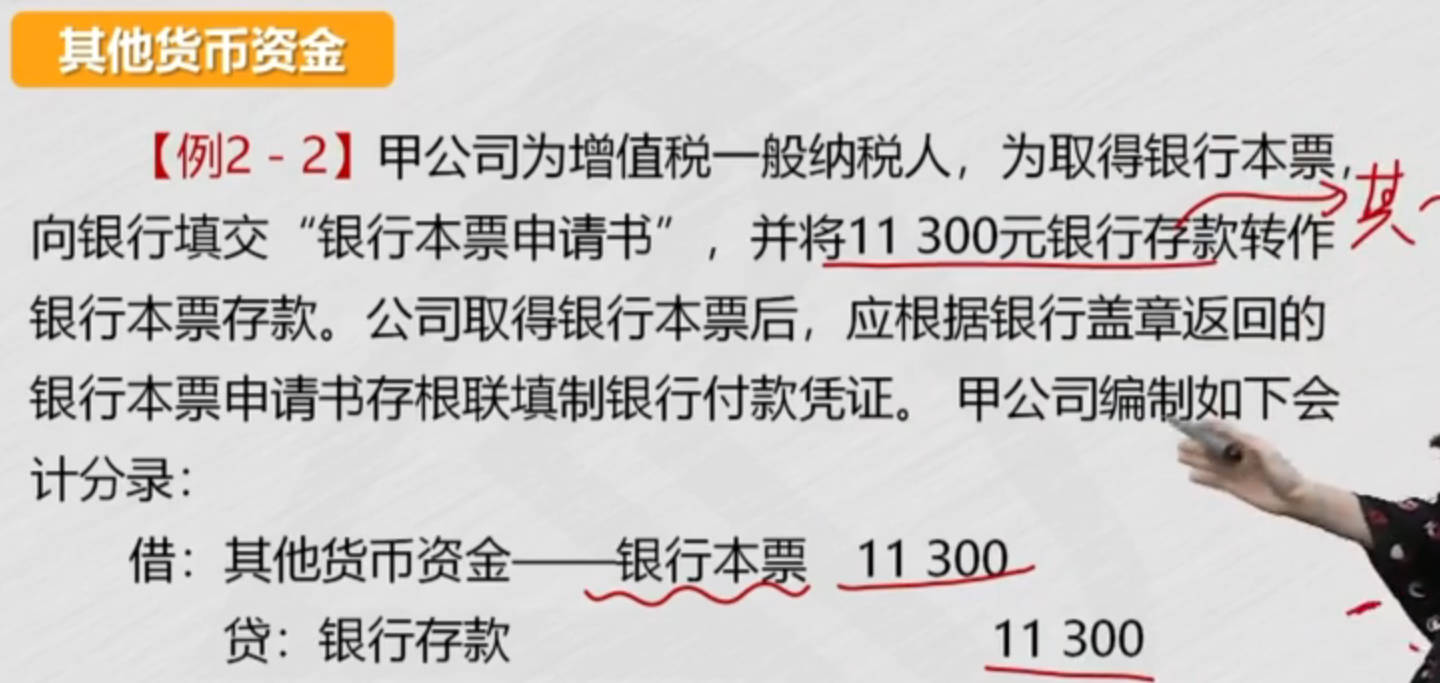 其他货币资金
【例2-2】甲公司为增值税一般纳税人，为取得银行本票，
向银行填交“银行本票申请书”，并将11 300元银行存款转作
其
银行本票存款。公司取得银行本票后，应根据银行盖章返回的
银行本票申请书存根联填制银行付款凭证。 甲公司编制如下会
计分录：
借：其他货币资金——银行本票 11 300
贷：银行存款 11 300